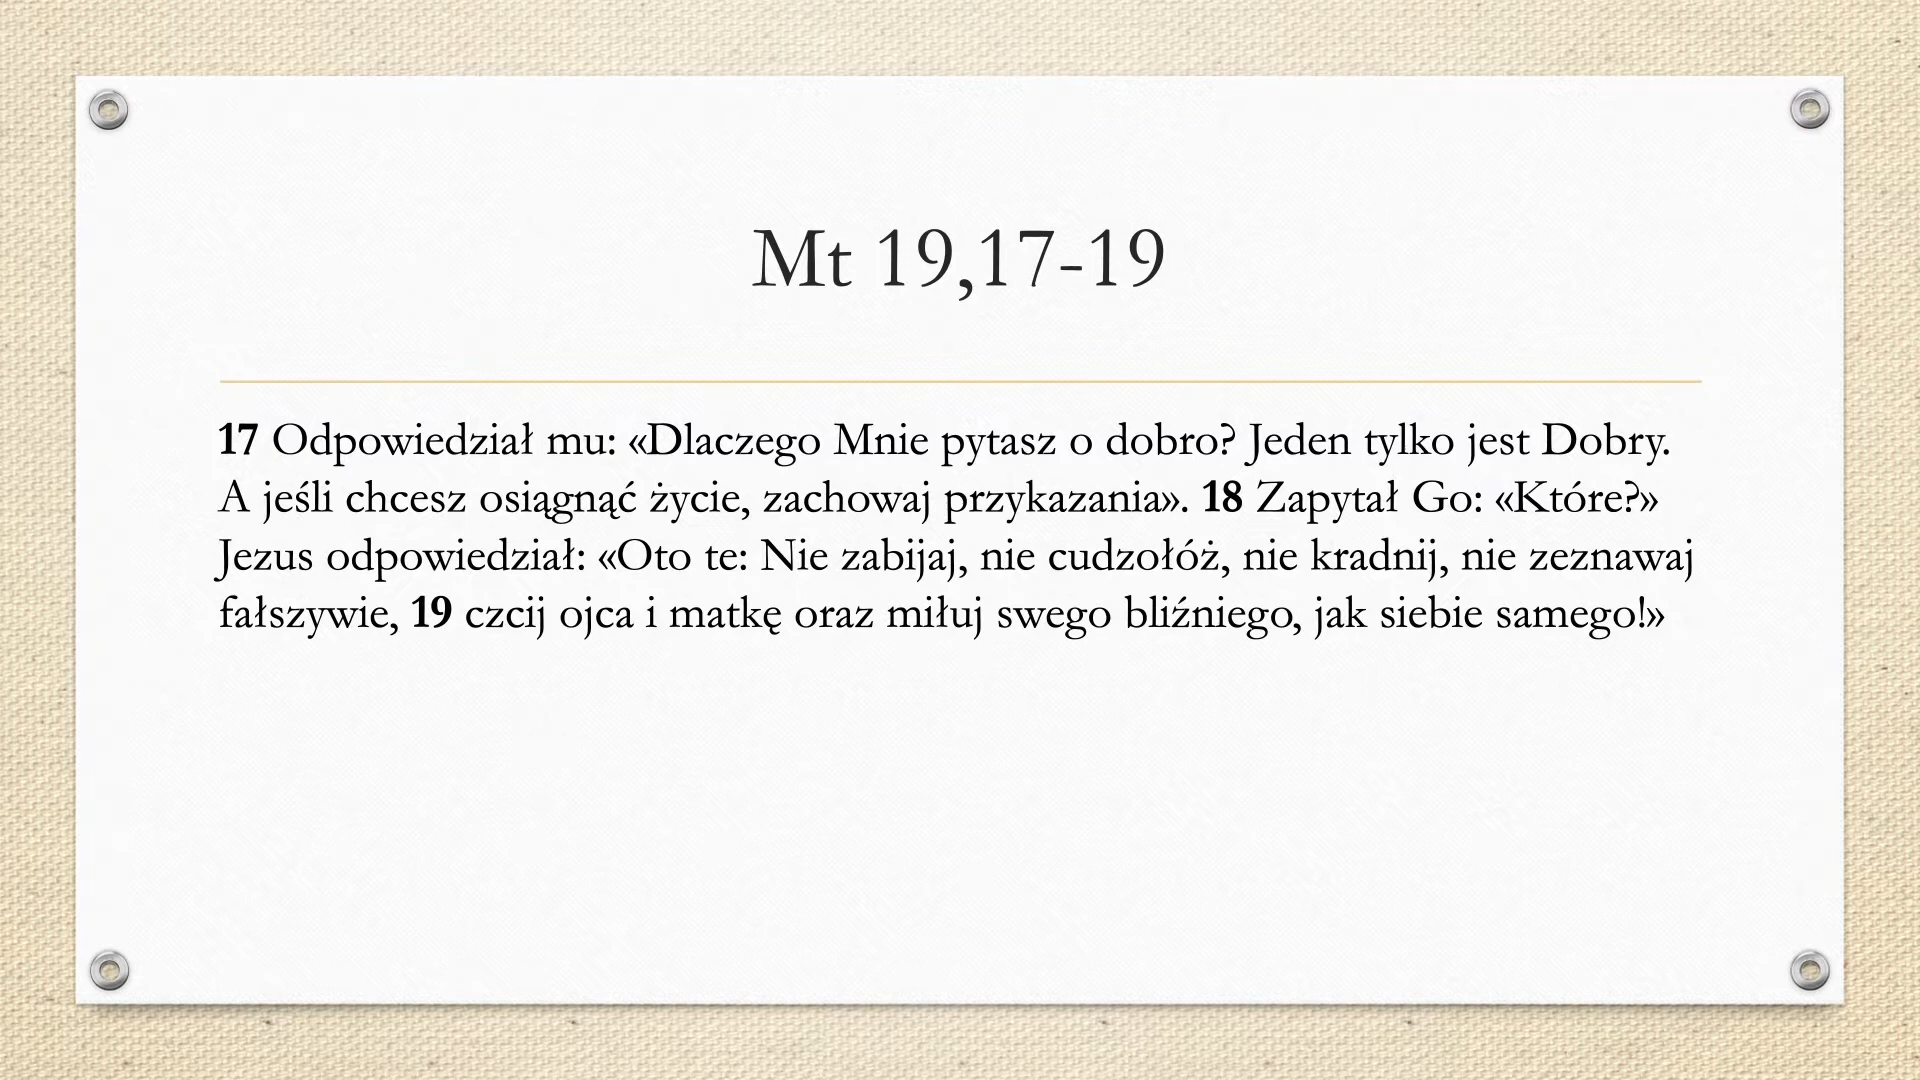 Mt 19,17-19
17 Odpowiedział mu: «Dlaczego Mnie pytasz o dobro? Jeden tylko jest Dobry.
A jeśli chcesz osiągnąć życie, zachowaj przykazania». 18 Zapytał Go: «Które?»
Jezus odpowiedział: «Oto te: Nie zabijaj, nie cudzołóż, nie kradnij, nie zeznawaj
fałszywie, 19 czcij ojca i matkę oraz miłuj swego bliźniego, jak siebie samego!»